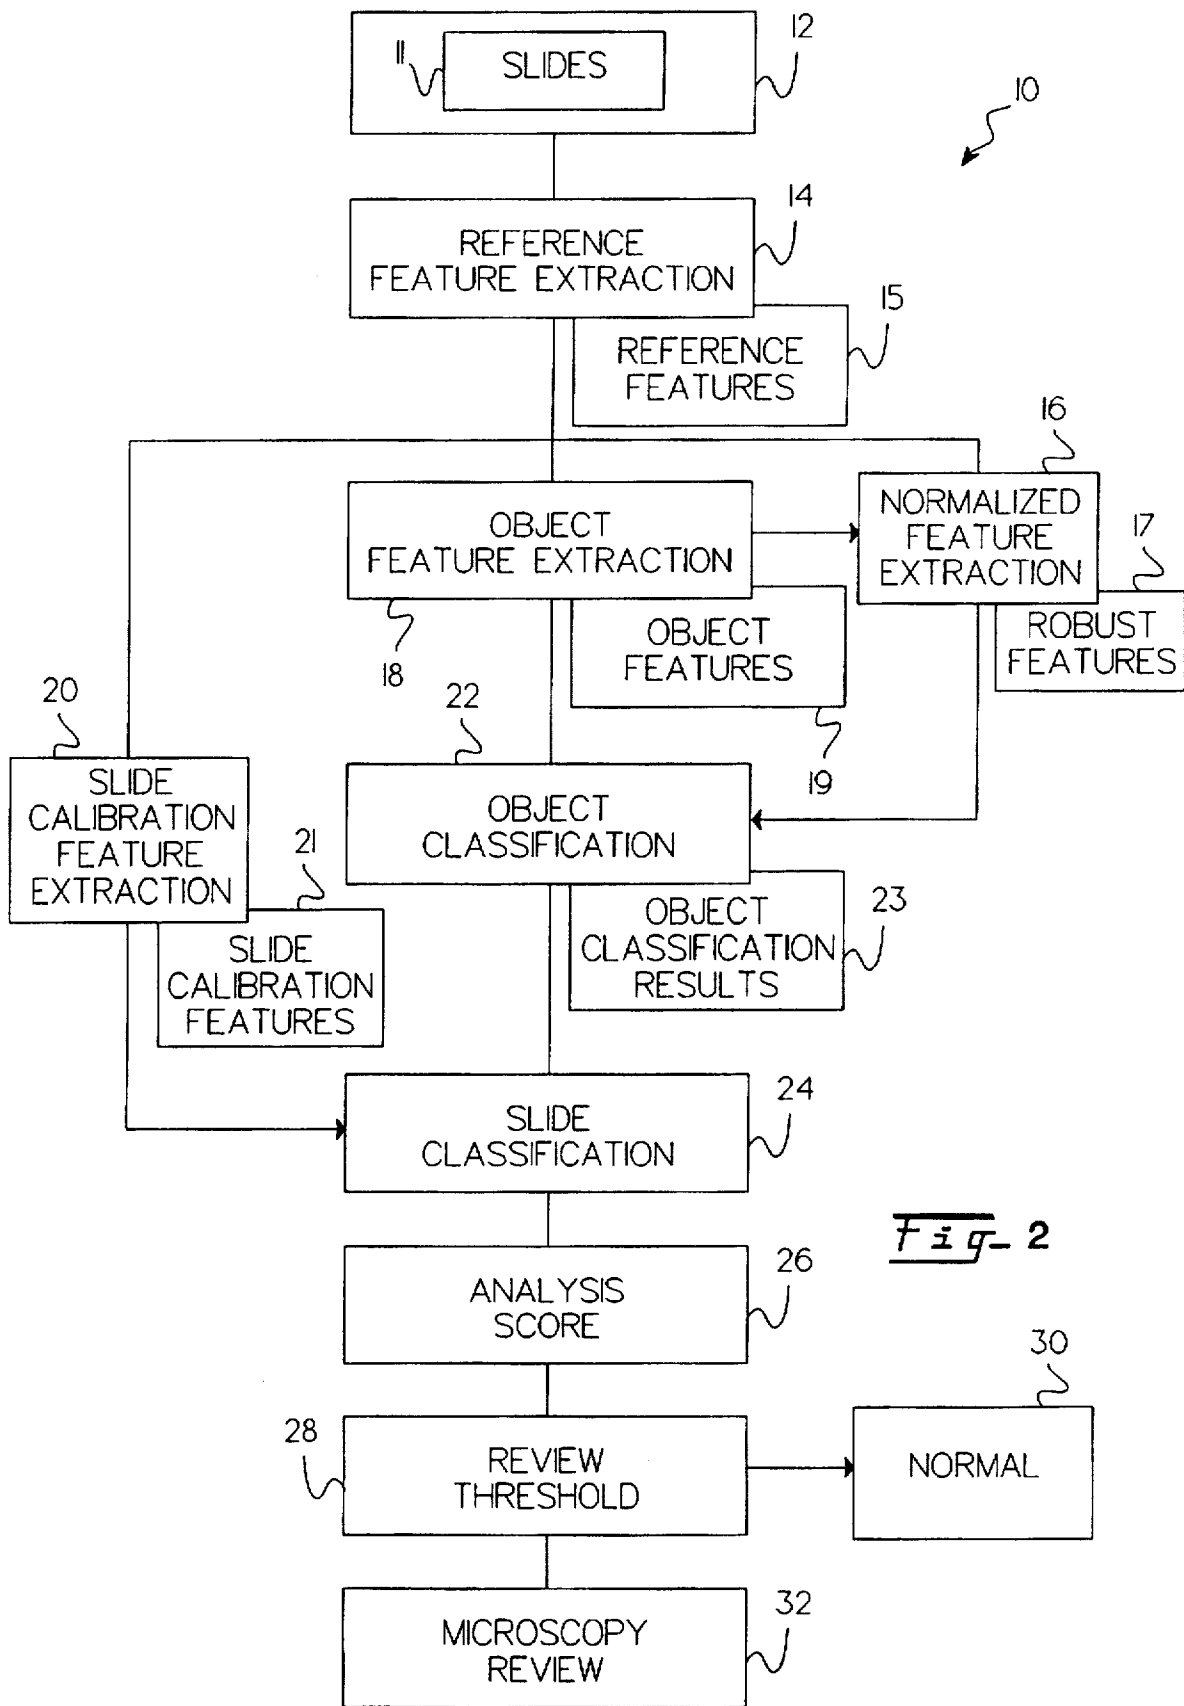 12
11
SLIDES
10
14
REFERENCE
FEATURE EXTRACTION
15
REFERENCE
FEATURES
16
NORMALIZED
FEATURE
EXTRACTION
OBJECT
FEATURE EXTRACTION
17
ROBUST
FEATURES
OBJECT
FEATURES
18
19
20
SLIDE
CALIBRATION
FEATURE
EXTRACTION
22
OBJECT
CLASSIFICATION
21
SLIDE
CALIBRATION
FEATURES
OBJECT
CLASSIFICATION
RESULTS
23
SLIDE
CLASSIFICATION
24
Fig- 2
ANALYSIS
SCORE
26
30
28
REVIEW
THRESHOLD
NORMAL
MICROSCOPY
REVIEW
32